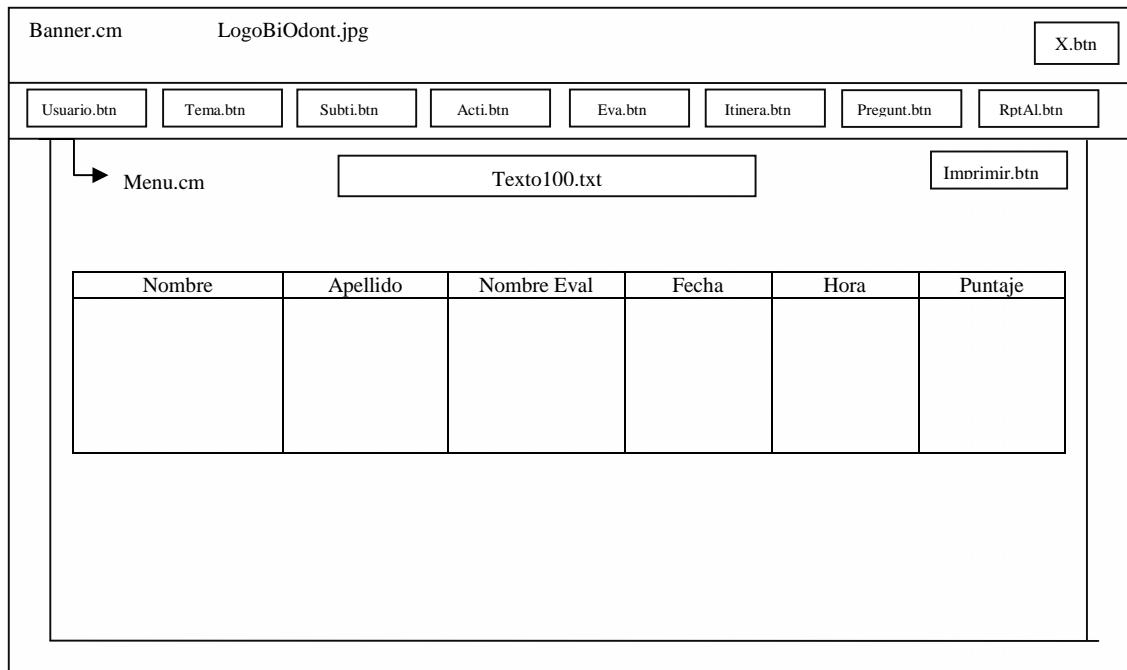 Banner.cm LogoBiOdont.jpg X.btn
Usuario.btn Tema.btn Subti.btn Acti.btn Eva.btn Itinera.btn Pregunt.btn RptAl.btn
Menu.cm Texto100.txt Imprimir.btn
Nombre Apellido Nombre Eval Fecha Hora Puntaje